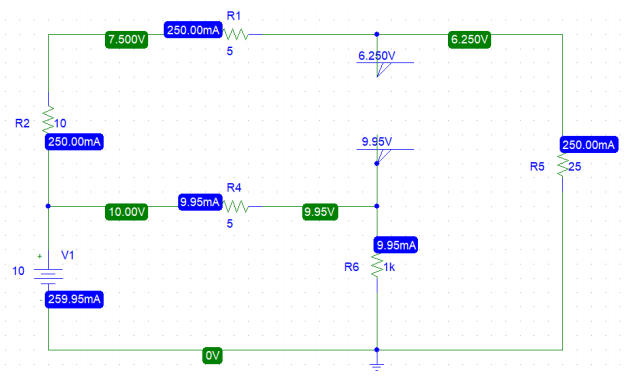 R1
250.00mA
7.500V
6.250V
5
6.250V
R2
10
250.00mA
9.95V
250.00mA
R5
25
R4
9.95mA
10.00V
9.95V
5
V1
+
10
-
259.95mA
9.95mA
R6
1k
0V